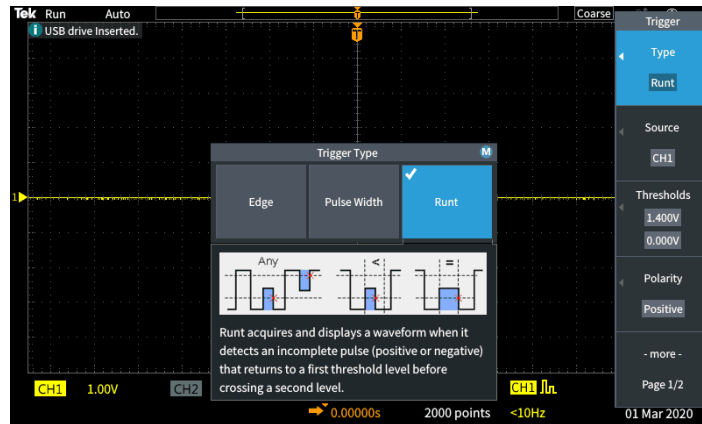 Tek Run Auto Coarse
i USB drive Inserted.
T
Trigger
Type
Runt
Source
CH1
Thresholds
1.400V
0.000V
Polarity
Positive
- more -
Page 1/2
1
Trigger Type M
Edge Pulse Width Runt
Any < =
Runt acquires and displays a waveform when it
detects an incomplete pulse (positive or negative)
that returns to a first threshold level before
crossing a second level.
CH1 1.00V CH2 CH1
0.00000s 2000 points <10Hz 01 Mar 2020